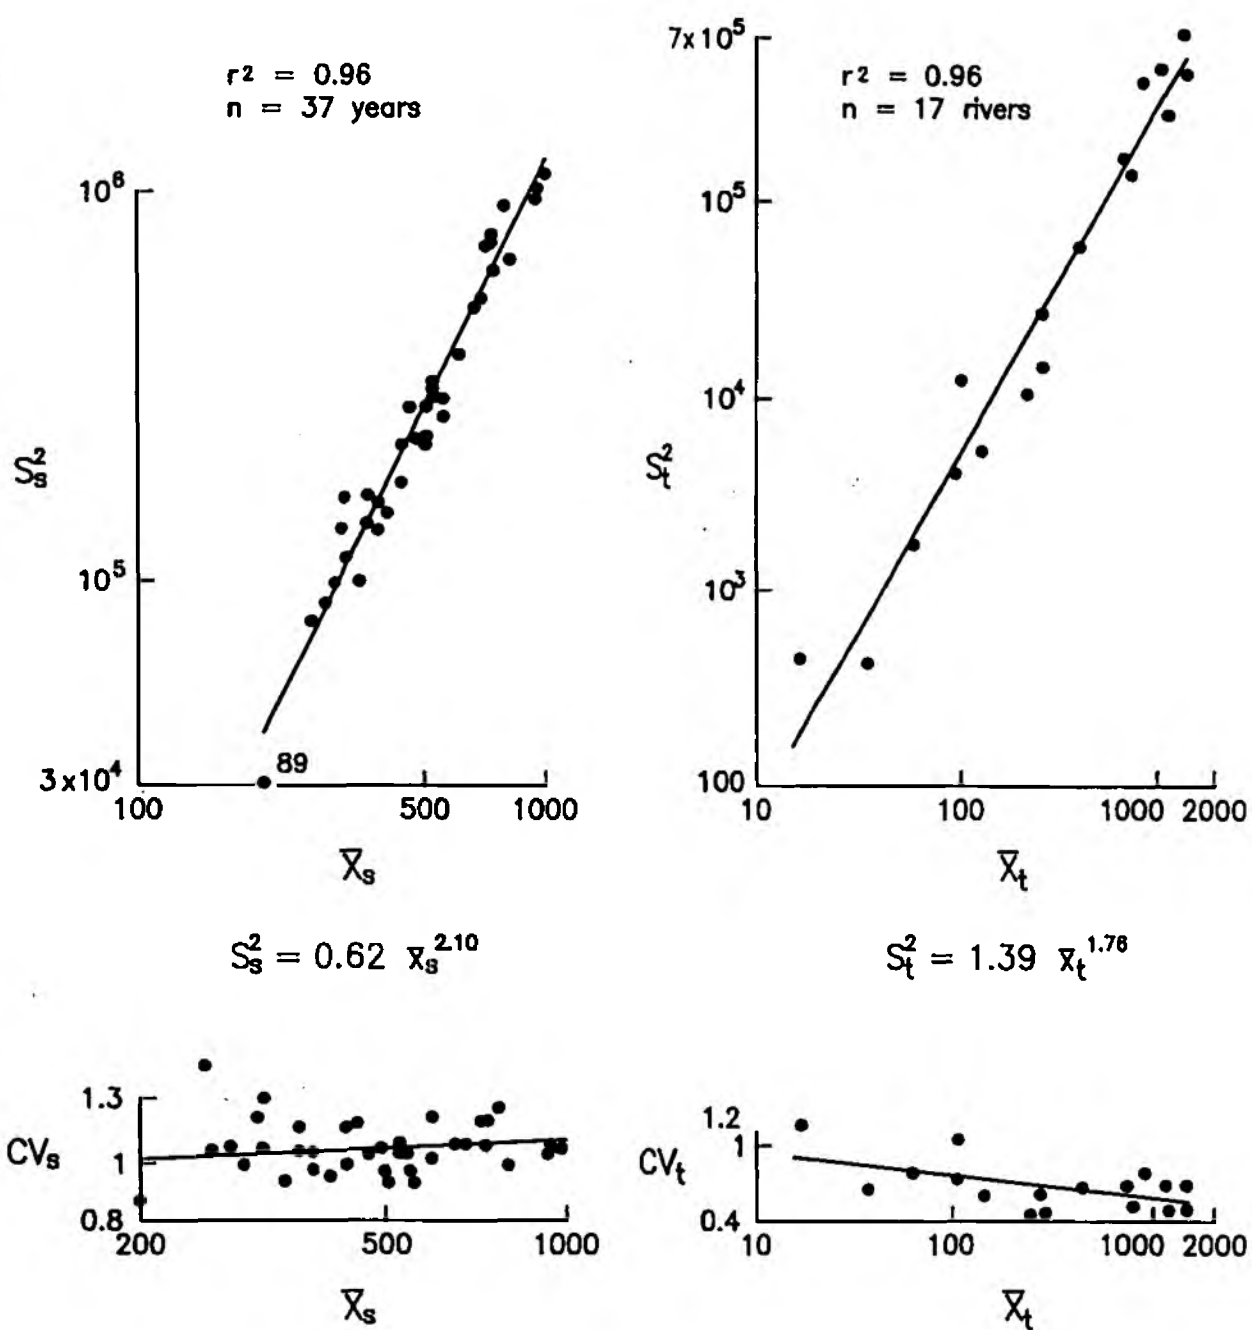 r² = 0.96
n = 37 years
10⁶
S²ₛ
10⁵
3x10⁴
89
100
500
1000
X̅ₛ
S²ₛ = 0.62 x̅ₛ²·¹⁰
1.3
CVₛ
1
0.8
200
500
1000
X̅ₛ
7x10⁵
r² = 0.96
n = 17 rivers
10⁵
10⁴
S²ₜ
10³
100
10
100
1000
2000
X̅ₜ
S²ₜ = 1.39 x̅ₜ¹·⁷⁶
1.2
1
CVₜ
0.4
10
100
1000
2000
X̅ₜ